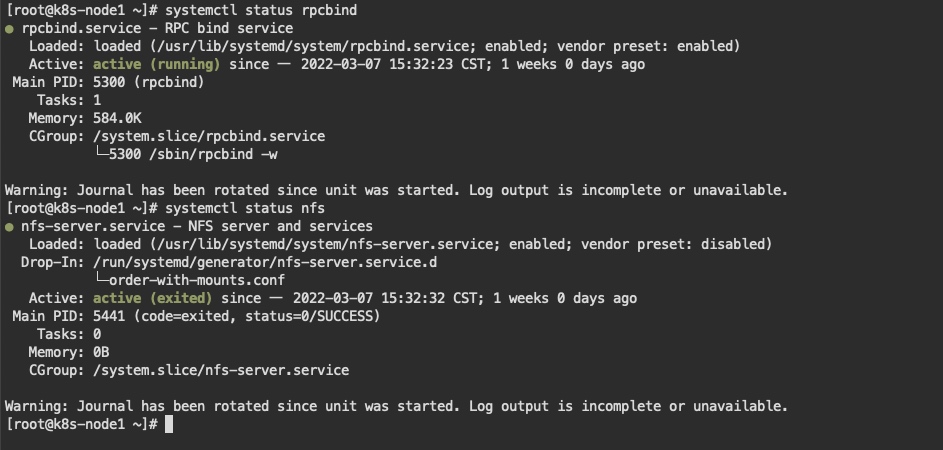 [root@k8s-node1 ~]# systemctl status rpcbind
● rpcbind.service - RPC bind service
   Loaded: loaded (/usr/lib/systemd/system/rpcbind.service; enabled; vendor preset: enabled)
   Active: active (running) since 一 2022-03-07 15:32:23 CST; 1 weeks 0 days ago
 Main PID: 5300 (rpcbind)
    Tasks: 1
   Memory: 584.0K
   CGroup: /system.slice/rpcbind.service
           └─5300 /sbin/rpcbind -w

Warning: Journal has been rotated since unit was started. Log output is incomplete or unavailable.
[root@k8s-node1 ~]# systemctl status nfs
● nfs-server.service - NFS server and services
   Loaded: loaded (/usr/lib/systemd/system/nfs-server.service; enabled; vendor preset: disabled)
  Drop-In: /run/systemd/generator/nfs-server.service.d
           └─order-with-mounts.conf
   Active: active (exited) since 一 2022-03-07 15:32:32 CST; 1 weeks 0 days ago
 Main PID: 5441 (code=exited, status=0/SUCCESS)
    Tasks: 0
   Memory: 0B
   CGroup: /system.slice/nfs-server.service

Warning: Journal has been rotated since unit was started. Log output is incomplete or unavailable.
[root@k8s-node1 ~]#